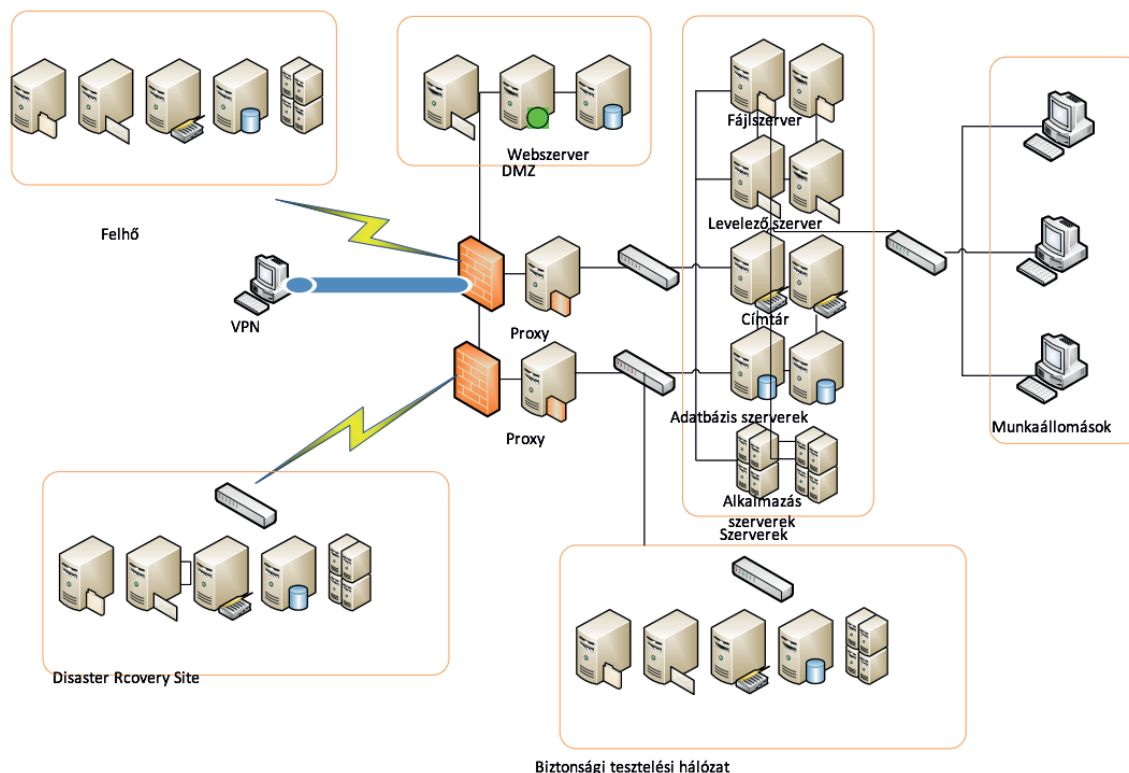 Fájlszerver
Webszerver
DMZ
Levelező szerver
Felhő
VPN
Címtár
Proxy
Adatbázis szerverek
Munkaállomások
Proxy
Alkalmazás
szerverek
Szerverek
Disaster Rcovery Site
Biztonsági tesztelési hálózat